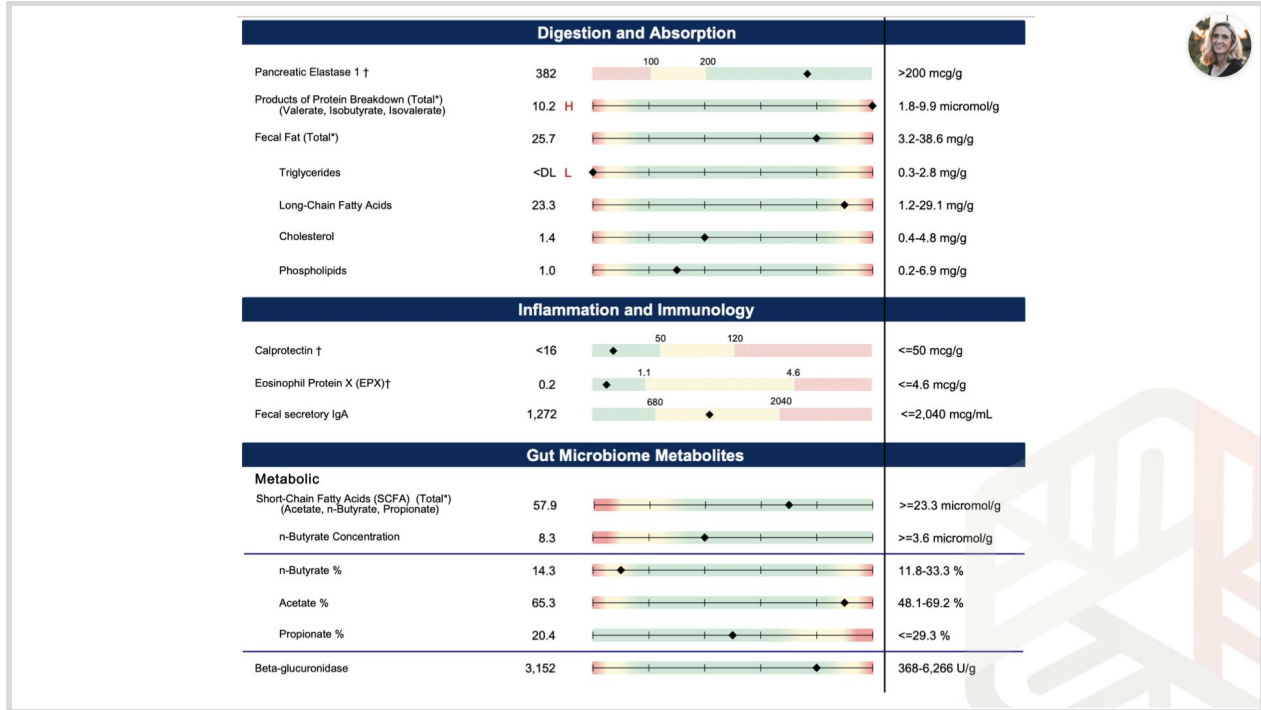 Digestion and Absorption
100 200
Pancreatic Elastase 1 † 382 >200 mcg/g
Products of Protein Breakdown (Total*)
(Valerate, Isobutyrate, Isovalerate) 10.2 H 1.8-9.9 micromol/g
Fecal Fat (Total*) 25.7 3.2-38.6 mg/g
Triglycerides <DL L 0.3-2.8 mg/g
Long-Chain Fatty Acids 23.3 1.2-29.1 mg/g
Cholesterol 1.4 0.4-4.8 mg/g
Phospholipids 1.0 0.2-6.9 mg/g
Inflammation and Immunology
50 120
Calprotectin † <16 <=50 mcg/g
1.1 4.6
Eosinophil Protein X (EPX)† 0.2 <=4.6 mcg/g
680 2040
Fecal secretory IgA 1,272 <=2,040 mcg/mL
Gut Microbiome Metabolites
Metabolic
Short-Chain Fatty Acids (SCFA) (Total*)
(Acetate, n-Butyrate, Propionate) 57.9 >=23.3 micromol/g
n-Butyrate Concentration 8.3 >=3.6 micromol/g
n-Butyrate % 14.3 11.8-33.3 %
Acetate % 65.3 48.1-69.2 %
Propionate % 20.4 <=29.3 %
Beta-glucuronidase 3,152 368-6,266 U/g